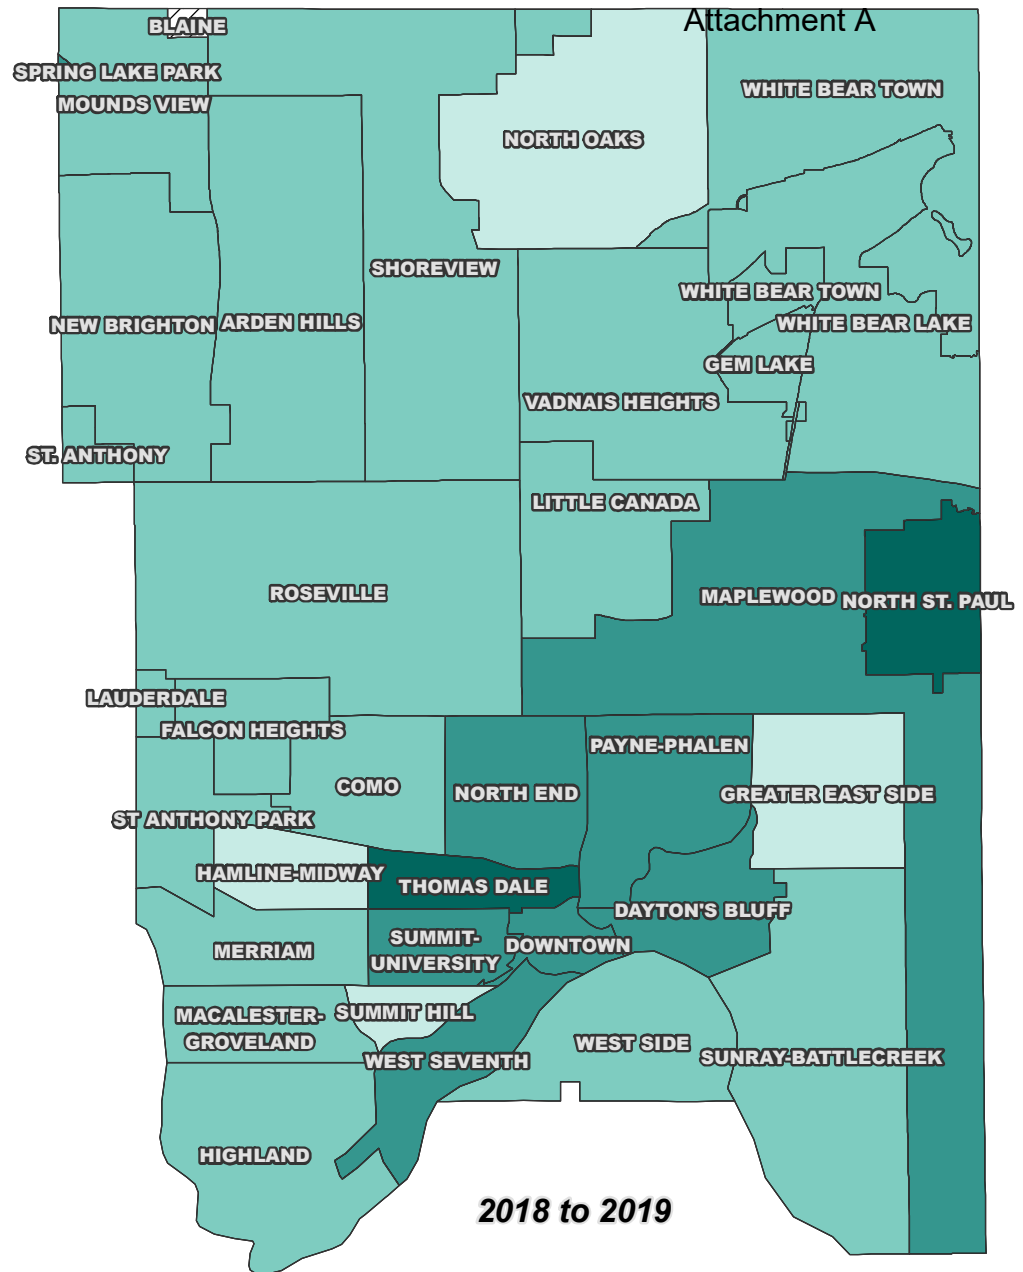 Attachment A
BLAINE
SPRING LAKE PARK
WHITE BEAR TOWN
MOUNDS VIEW
NORTH OAKS
SHOREVIEW
WHITE BEAR TOWN
NEW BRIGHTON
ARDEN HILLS
WHITE BEAR LAKE
GEM LAKE
VADNAIS HEIGHTS
ST. ANTHONY
LITTLE CANADA
ROSEVILLE
MAPLEWOOD
NORTH ST. PAUL
LAUDERDALE
FALCON HEIGHTS
PAYNE-PHALEN
COMO
NORTH END
GREATER EAST SIDE
ST ANTHONY PARK
HAMLINE-MIDWAY
THOMAS DALE
DAYTON'S BLUFF
MERRIAM
SUMMIT-
UNIVERSITY
DOWNTOWN
MACALESTER-
GROVELAND
SUMMIT HILL
WEST SIDE
WEST SEVENTH
SUNRAY-BATTLECREEK
HIGHLAND
2018 to 2019